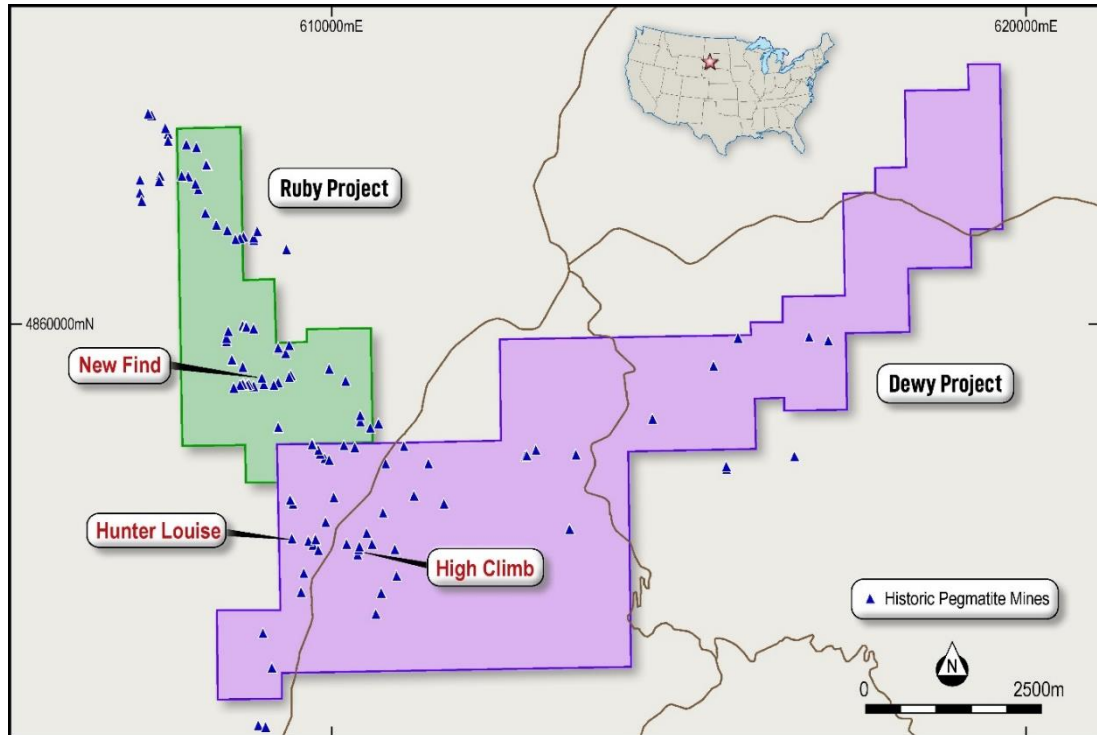 610000mE
620000mE
Ruby Project
4860000mN
New Find
Dewy Project
Hunter Louise
High Climb
Historic Pegmatite Mines
N
0 2500m